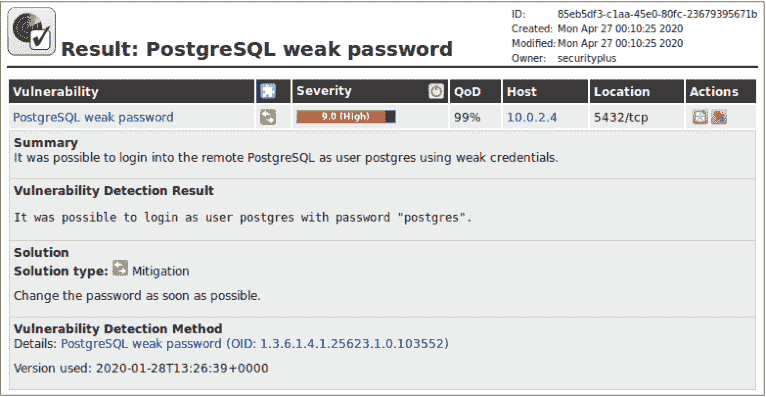 Result: PostgreSQL weak password
ID: 85eb5df3-c1aa-45e0-80fc-23679395671b
Created: Mon Apr 27 00:10:25 2020
Modified: Mon Apr 27 00:10:25 2020
Owner: securityplus
Vulnerability Severity QoD Host Location Actions
PostgreSQL weak password 9.0 (High) 99% 10.0.2.4 5432/tcp
Summary
It was possible to login into the remote PostgreSQL as user postgres using weak credentials.
Vulnerability Detection Result
It was possible to login as user postgres with password "postgres".
Solution
Solution type: Mitigation
Change the password as soon as possible.
Vulnerability Detection Method
Details: PostgreSQL weak password (OID: 1.3.6.1.4.1.25623.1.0.103552)
Version used: 2020-01-28T13:26:39+0000